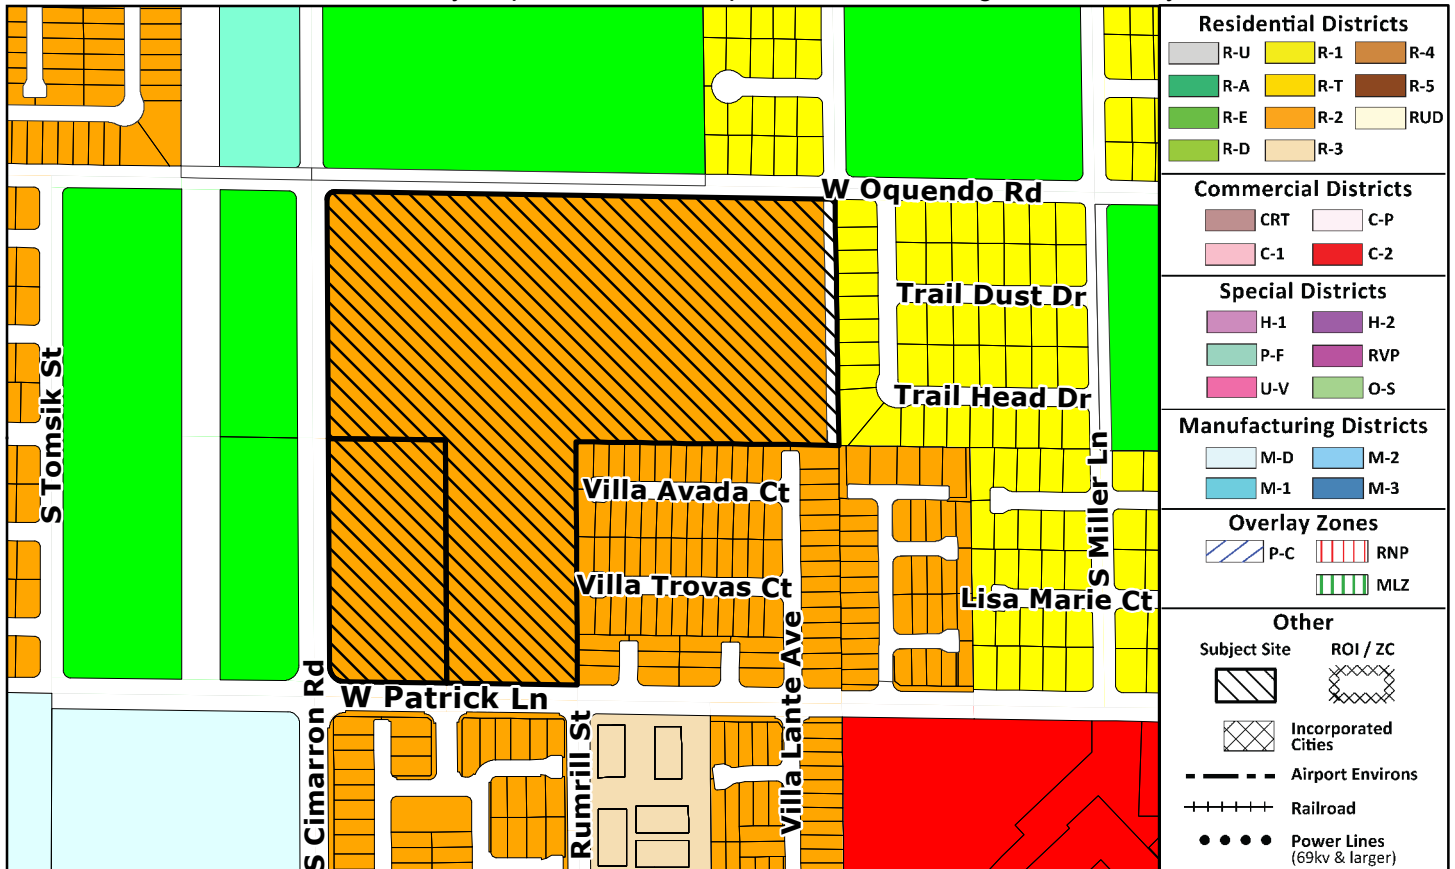 W Oquendo Rd
Trail Dust Dr
Trail Head Dr
S Tomsik St
Villa Avada Ct
S Miller Ln
Villa Trovas Ct
Lisa Marie Ct
W Patrick Ln
S Cimarron Rd
Rumrill St
Villa Lante Ave
Residential Districts
R-U R-1 R-4
R-A R-T R-5
R-E R-2 RUD
R-D R-3
Commercial Districts
CRT C-P
C-1 C-2
Special Districts
H-1 H-2
P-F RVP
U-V O-S
Manufacturing Districts
M-D M-2
M-1 M-3
Overlay Zones
P-C RNP
MLZ
Other
Subject Site ROI / ZC
Incorporated
Cities
Airport Environs
Railroad
Power Lines
(69kv & larger)